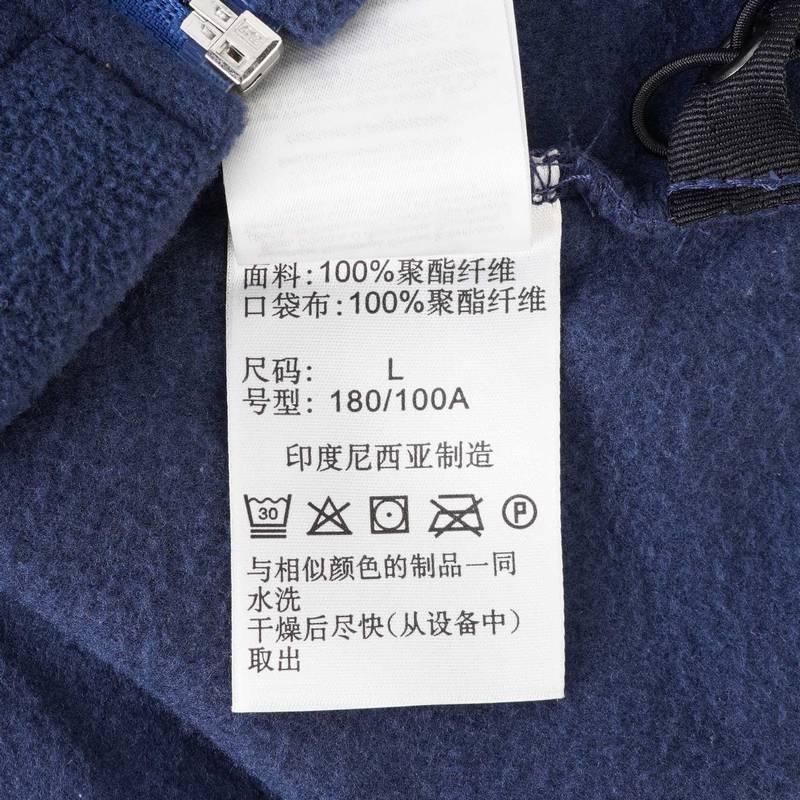 面料:100%聚酯纤维
口袋布:100%聚酯纤维
尺码: L
号型: 180/100A
印度尼西亚制造
30 P
与相似颜色的制品一同
水洗
干燥后尽快(从设备中)
取出